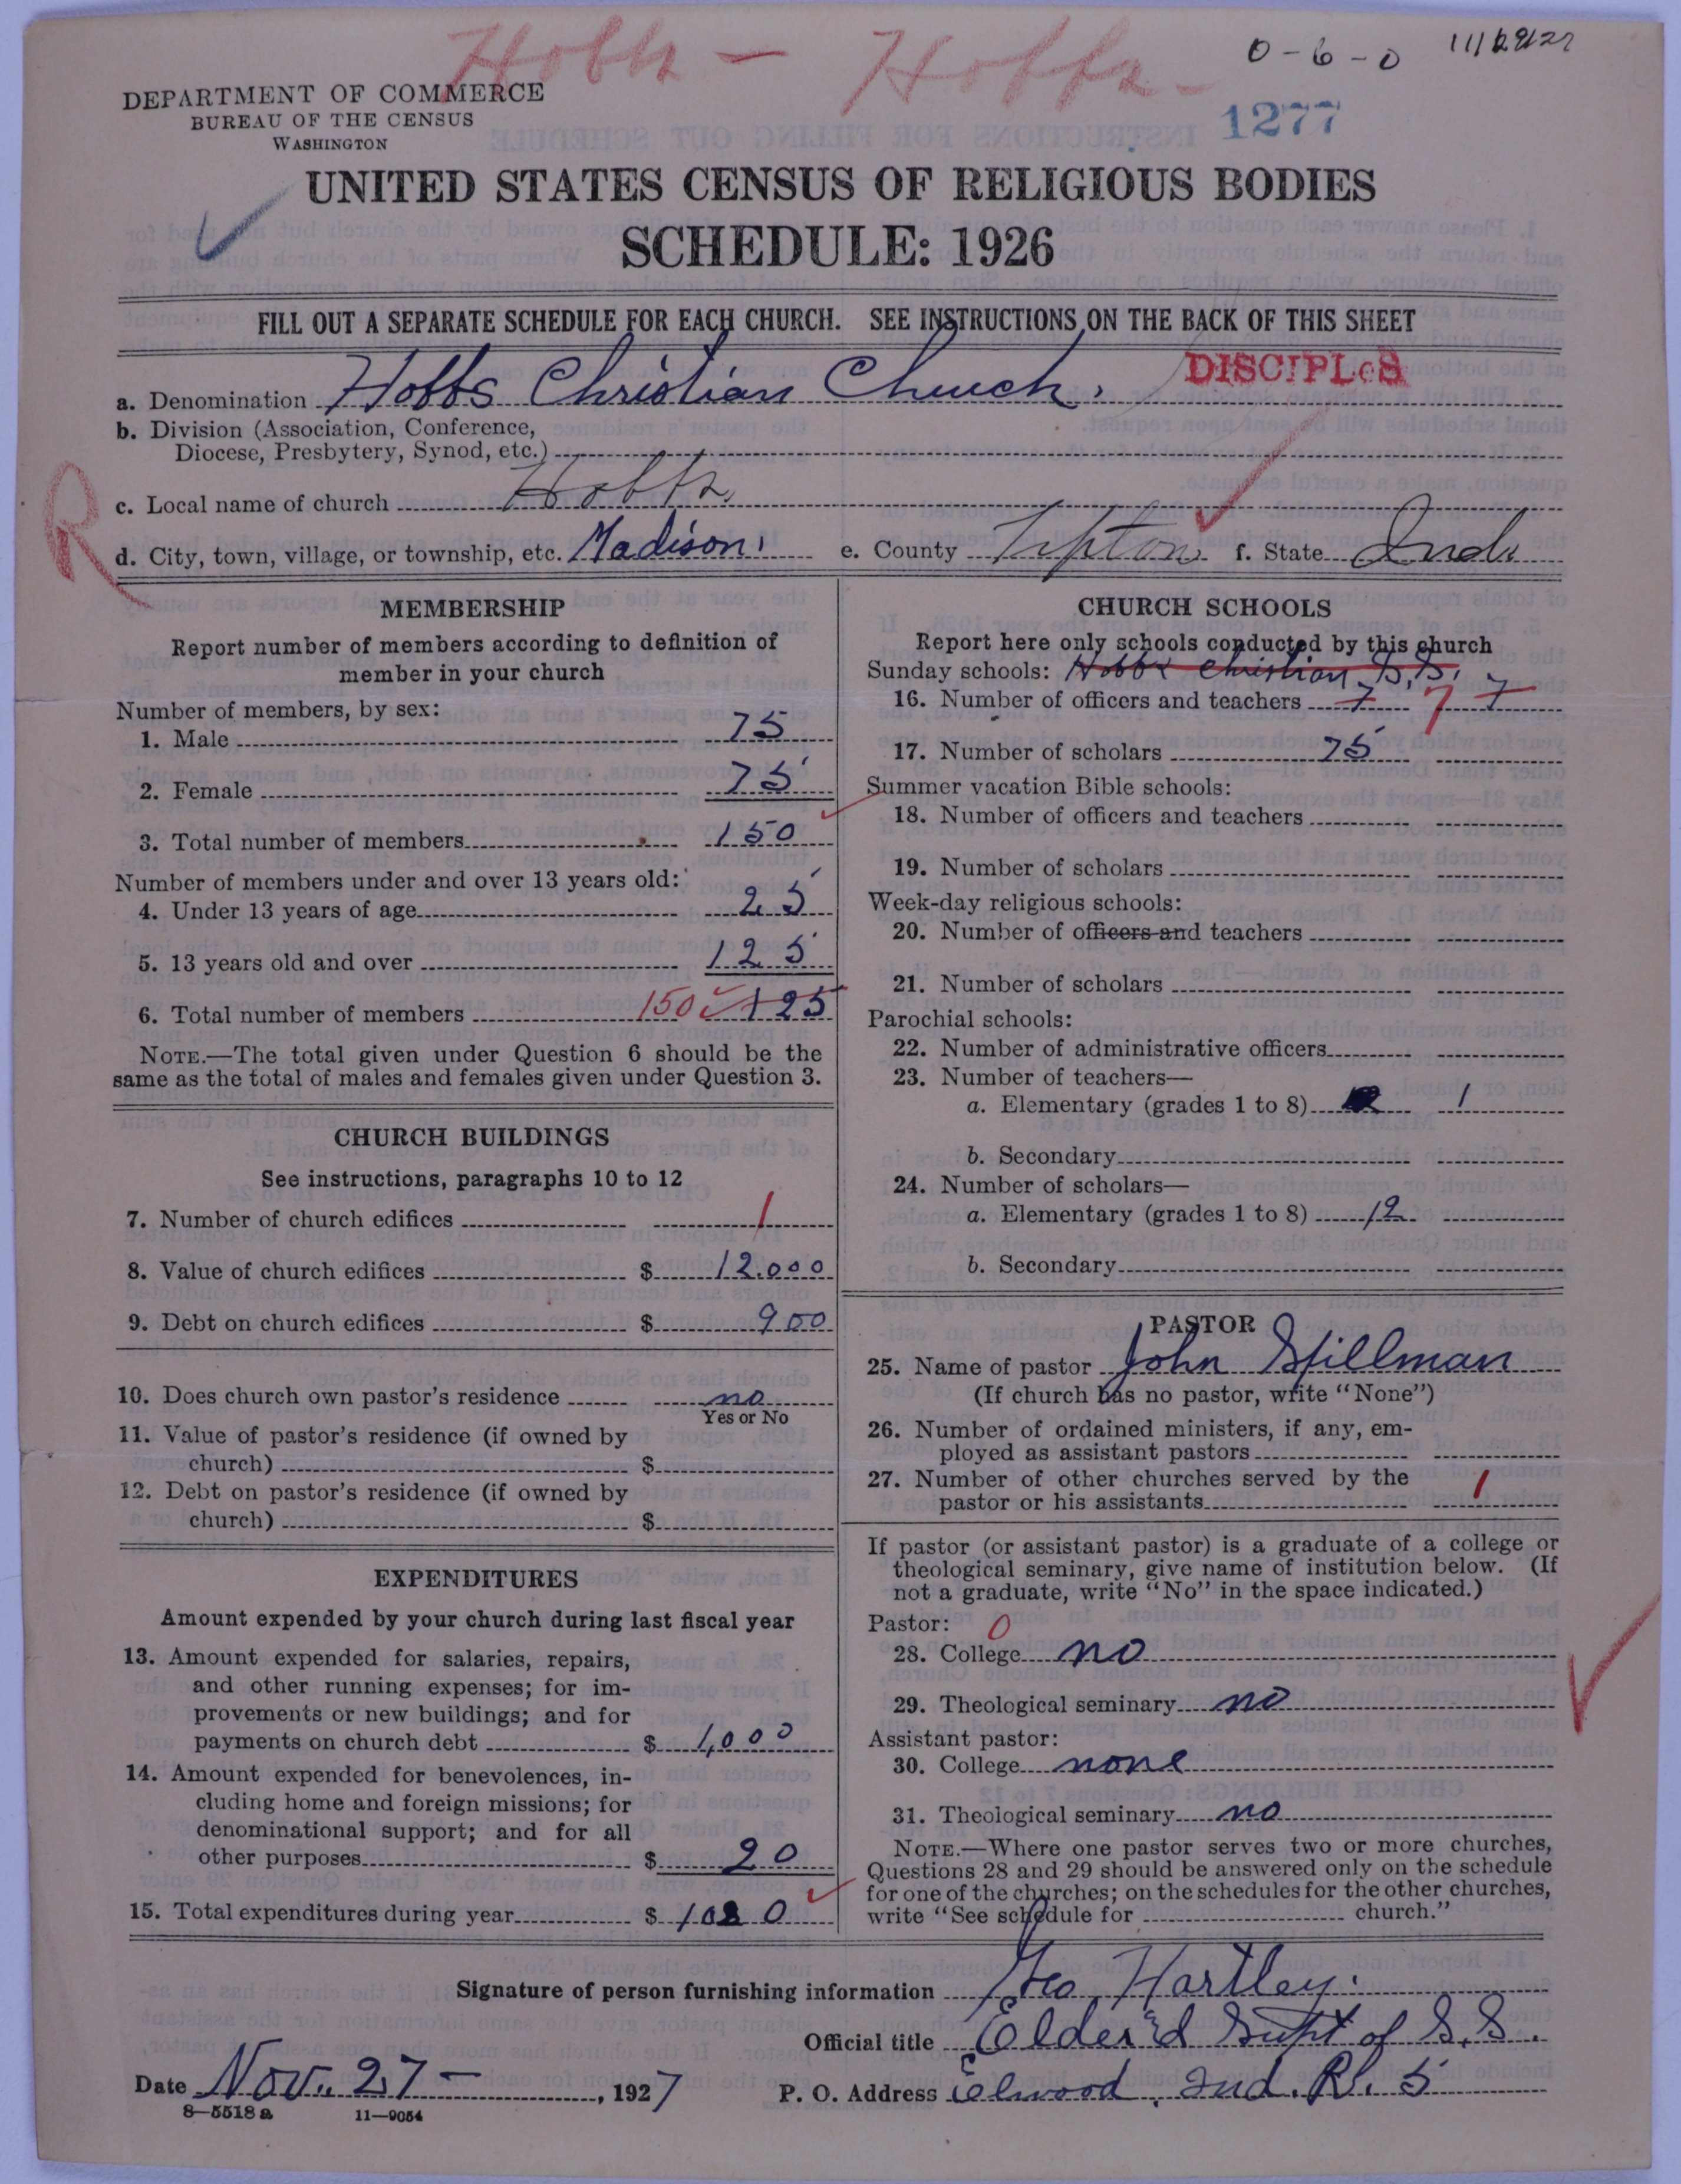 Hobbs - Hobbs -
0-6-0 11/29/27
DEPARTMENT OF COMMERCE
BUREAU OF THE CENSUS
WASHINGTON
1277
UNITED STATES CENSUS OF RELIGIOUS BODIES
SCHEDULE: 1926
FILL OUT A SEPARATE SCHEDULE FOR EACH CHURCH. SEE INSTRUCTIONS ON THE BACK OF THIS SHEET
DISCIPLeS
a. Denomination Hobbs Christian Church.
b. Division (Association, Conference,
Diocese, Presbytery, Synod, etc.)
R
c. Local name of church Hobbs.
d. City, town, village, or township, etc. Madison. e. County Tipton f. State Ind.
MEMBERSHIP
Report number of members according to definition of
member in your church
Number of members, by sex:
1. Male 75
2. Female 75
3. Total number of members 150
Number of members under and over 13 years old:
4. Under 13 years of age 25
5. 13 years old and over 125
6. Total number of members 150 125
NOTE.—The total given under Question 6 should be the
same as the total of males and females given under Question 3.
CHURCH BUILDINGS
See instructions, paragraphs 10 to 12
7. Number of church edifices 1
8. Value of church edifices $ 12.000
9. Debt on church edifices $ 900
10. Does church own pastor's residence no
Yes or No
11. Value of pastor's residence (if owned by
church) $
12. Debt on pastor's residence (if owned by
church) $
EXPENDITURES
Amount expended by your church during last fiscal year
13. Amount expended for salaries, repairs,
and other running expenses; for im-
provements or new buildings; and for
payments on church debt $ 1,000
14. Amount expended for benevolences, in-
cluding home and foreign missions; for
denominational support; and for all
other purposes $ 20
15. Total expenditures during year $ 1020
CHURCH SCHOOLS
Report here only schools conducted by this church
Sunday schools: Hobbs Christian S.S.
16. Number of officers and teachers 7 7 7
17. Number of scholars 75
Summer vacation Bible schools:
18. Number of officers and teachers
19. Number of scholars
Week-day religious schools:
20. Number of officers and teachers
21. Number of scholars
Parochial schools:
22. Number of administrative officers
23. Number of teachers—
a. Elementary (grades 1 to 8) 1
b. Secondary
24. Number of scholars—
a. Elementary (grades 1 to 8) 12
b. Secondary
PASTOR
25. Name of pastor John Stillman
(If church has no pastor, write "None")
26. Number of ordained ministers, if any, em-
ployed as assistant pastors
27. Number of other churches served by the
pastor or his assistants 1
If pastor (or assistant pastor) is a graduate of a college or
theological seminary, give name of institution below. (If
not a graduate, write "No" in the space indicated.)
Pastor: 0
28. College no
29. Theological seminary no
Assistant pastor:
30. College none
31. Theological seminary no
NOTE.—Where one pastor serves two or more churches,
Questions 28 and 29 should be answered only on the schedule
for one of the churches; on the schedules for the other churches,
write "See schedule for church."
Signature of person furnishing information Geo. Hartley.
Official title Elder & Supt of S.S.
Date Nov. 27 -, 1927 P. O. Address Elwood, Ind. R. 5
8—5518 a 11—9054